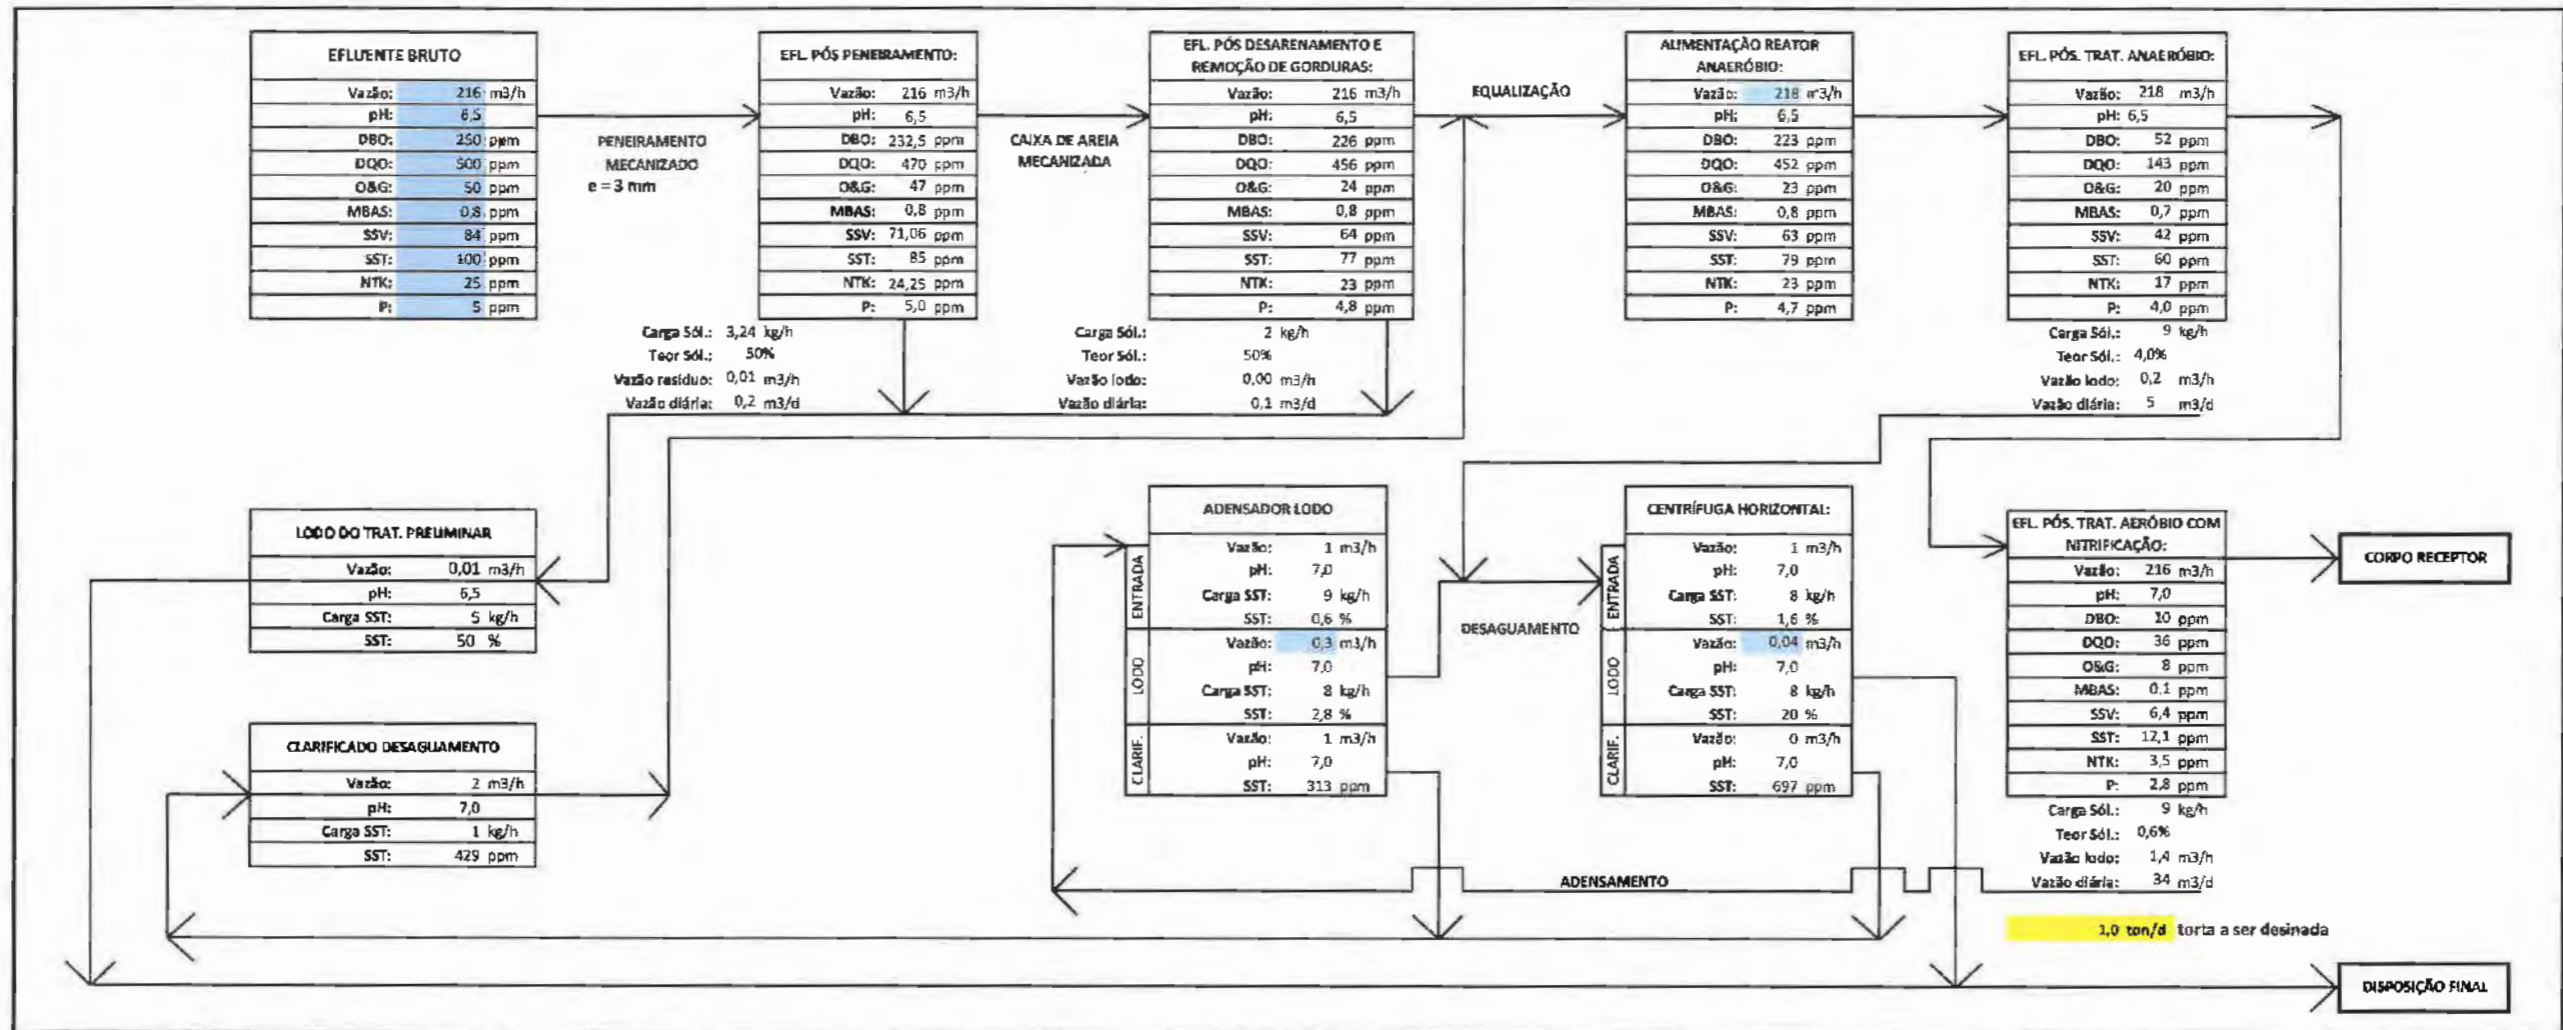 EFLUENTE BRUTO
Vazão: 216 m3/h
pH: 6,5
DBO: 250 ppm
DQO: 500 ppm
O&G: 50 ppm
MBAS: 0,8 ppm
SSV: 84 ppm
SST: 100 ppm
NTK: 25 ppm
P: 5 ppm
PENEIRAMENTO
MECANIZADO
e = 3 mm
EFL. PÓS PENEIRAMENTO:
Vazão: 216 m3/h
pH: 6,5
DBO: 232,5 ppm
DQO: 470 ppm
O&G: 47 ppm
MBAS: 0,8 ppm
SSV: 71,06 ppm
SST: 85 ppm
NTK: 24,25 ppm
P: 5,0 ppm
Carga Sól.: 3,24 kg/h
Teor Sól.: 50%
Vazão resíduo: 0,01 m3/h
Vazão diária: 0,2 m3/d
CAIXA DE AREIA
MECANIZADA
EFL. PÓS DESARENAMENTO E
REMOÇÃO DE GORDURAS:
Vazão: 216 m3/h
pH: 6,5
DBO: 226 ppm
DQO: 456 ppm
O&G: 24 ppm
MBAS: 0,8 ppm
SSV: 64 ppm
SST: 77 ppm
NTK: 23 ppm
P: 4,8 ppm
Carga Sól.: 2 kg/h
Teor Sól.: 50%
Vazão lodo: 0,00 m3/h
Vazão diária: 0,1 m3/d
EQUALIZAÇÃO
ALIMENTAÇÃO REATOR
ANAERÓBIO:
Vazão: 218 m3/h
pH: 6,5
DBO: 223 ppm
DQO: 452 ppm
O&G: 23 ppm
MBAS: 0,8 ppm
SSV: 63 ppm
SST: 79 ppm
NTK: 23 ppm
P: 4,7 ppm
EFL. PÓS. TRAT. ANAERÓBIO:
Vazão: 218 m3/h
pH: 6,5
DBO: 52 ppm
DQO: 143 ppm
O&G: 20 ppm
MBAS: 0,7 ppm
SSV: 42 ppm
SST: 60 ppm
NTK: 17 ppm
P: 4,0 ppm
Carga Sól.: 9 kg/h
Teor Sól.: 4,0%
Vazão lodo: 0,2 m3/h
Vazão diária: 5 m3/d
LODO DO TRAT. PRELIMINAR
Vazão: 0,01 m3/h
pH: 6,5
Carga SST: 5 kg/h
SST: 50 %
CLARIFICADO DESAGUAMENTO
Vazão: 2 m3/h
pH: 7,0
Carga SST: 1 kg/h
SST: 429 ppm
ADENSADOR LODO
ENTRADA
Vazão: 1 m3/h
pH: 7,0
Carga SST: 9 kg/h
SST: 0,6 %
LODO
Vazão: 0,3 m3/h
pH: 7,0
Carga SST: 8 kg/h
SST: 2,8 %
CLARIF.
Vazão: 1 m3/h
pH: 7,0
SST: 313 ppm
DESAGUAMENTO
CENTRÍFUGA HORIZONTAL:
ENTRADA
Vazão: 1 m3/h
pH: 7,0
Carga SST: 8 kg/h
SST: 1,6 %
LODO
Vazão: 0,04 m3/h
pH: 7,0
Carga SST: 8 kg/h
SST: 20 %
CLARIF.
Vazão: 0 m3/h
pH: 7,0
SST: 697 ppm
ADENSAMENTO
EFL. PÓS. TRAT. AERÓBIO COM
NITRIFICAÇÃO:
Vazão: 216 m3/h
pH: 7,0
DBO: 10 ppm
DQO: 36 ppm
O&G: 8 ppm
MBAS: 0,1 ppm
SSV: 6,4 ppm
SST: 12,1 ppm
NTK: 3,5 ppm
P: 2,8 ppm
Carga Sól.: 9 kg/h
Teor Sól.: 0,6%
Vazão lodo: 1,4 m3/h
Vazão diária: 34 m3/d
1,0 ton/d torta a ser desinada
CORPO RECEPTOR
DISPOSIÇÃO FINAL